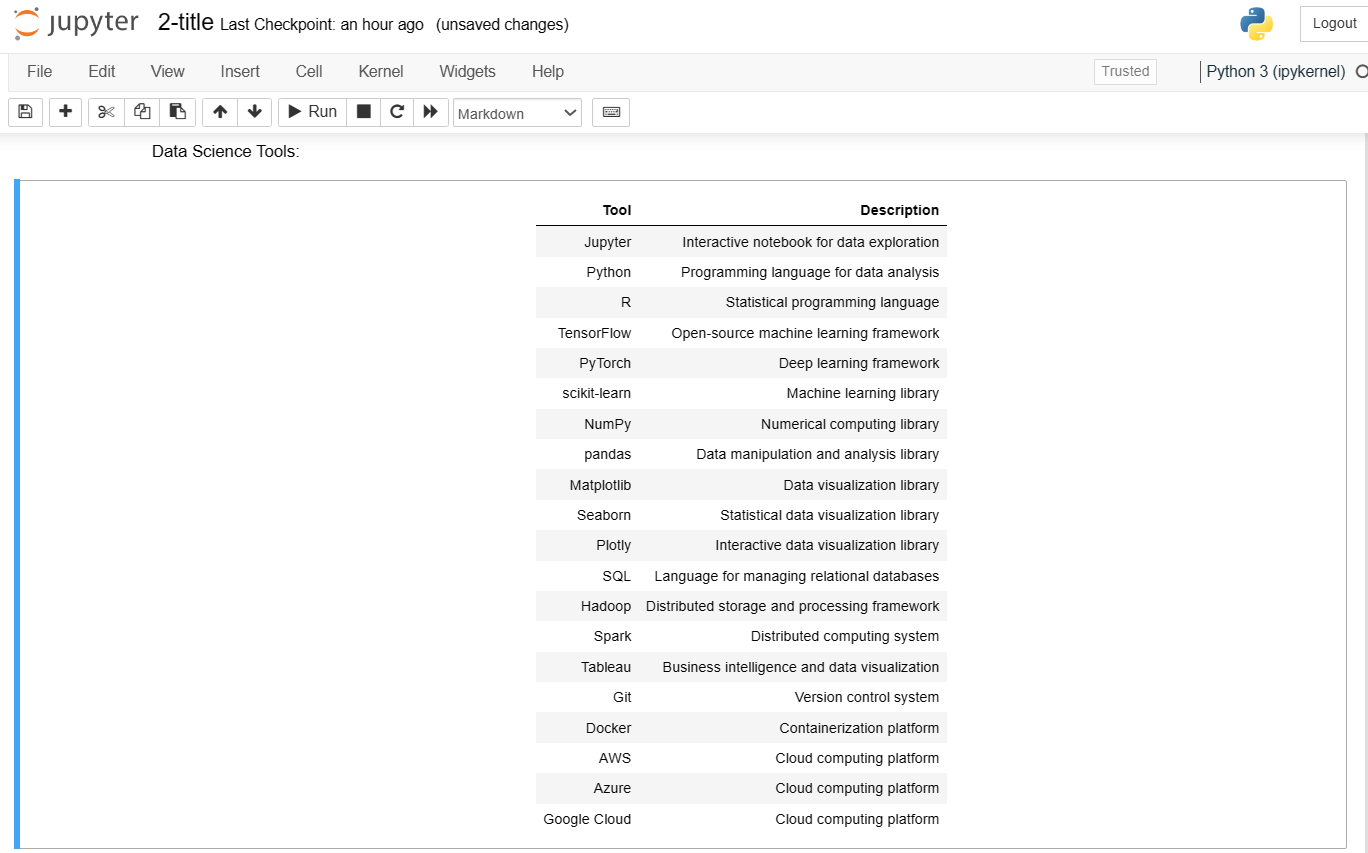 jupyter 2-title Last Checkpoint: an hour ago (unsaved changes) Logout
File Edit View Insert Cell Kernel Widgets Help Trusted Python 3 (ipykernel)
Run Markdown
Data Science Tools:
Tool Description
Jupyter Interactive notebook for data exploration
Python Programming language for data analysis
R Statistical programming language
TensorFlow Open-source machine learning framework
PyTorch Deep learning framework
scikit-learn Machine learning library
NumPy Numerical computing library
pandas Data manipulation and analysis library
Matplotlib Data visualization library
Seaborn Statistical data visualization library
Plotly Interactive data visualization library
SQL Language for managing relational databases
Hadoop Distributed storage and processing framework
Spark Distributed computing system
Tableau Business intelligence and data visualization
Git Version control system
Docker Containerization platform
AWS Cloud computing platform
Azure Cloud computing platform
Google Cloud Cloud computing platform